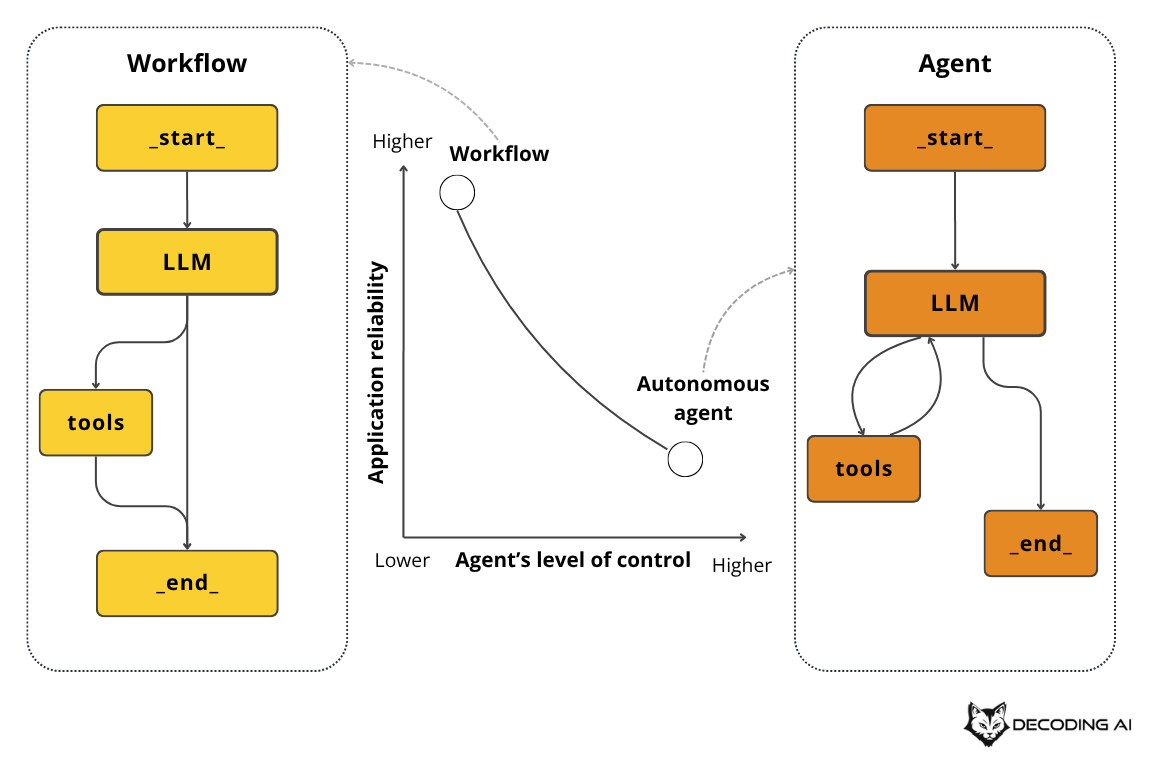 Workflow
_start_
LLM
tools
_end_
Higher
Workflow
Application reliability
Autonomous
agent
Lower
Agent’s level of control
Higher
Agent
_start_
LLM
tools
_end_
DECODING AI